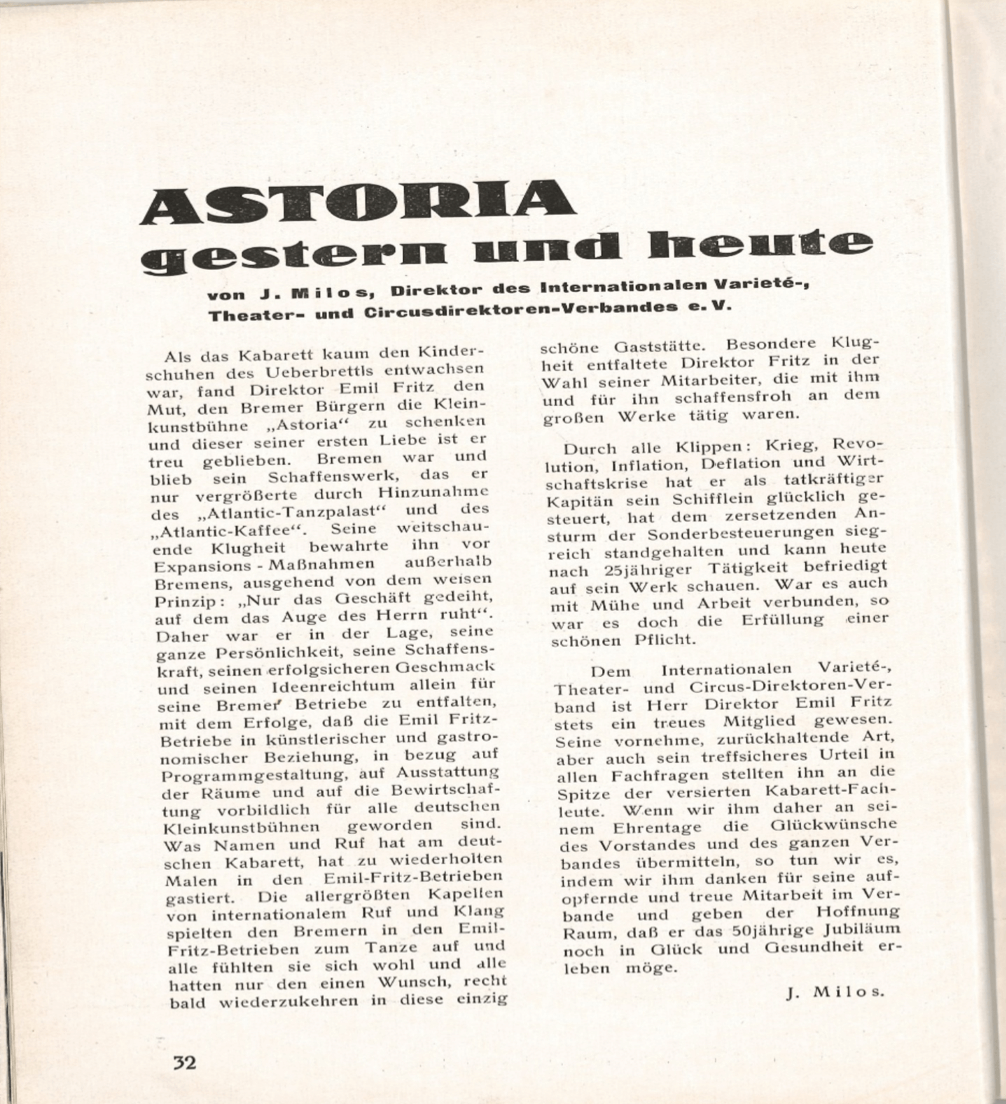 ASTORIA
gestern und heute
von J. Milos, Direktor des Internationalen Varieté-,
Theater- und Circusdirektoren-Verbandes e. V.
Als das Kabarett kaum den Kinder-
schuhen des Ueberbrettls entwachsen
war, fand Direktor Emil Fritz den
Mut, den Bremer Bürgern die Klein-
kunstbühne „Astoria“ zu schenken
und dieser seiner ersten Liebe ist er
treu geblieben. Bremen war und
blieb sein Schaffenswerk, das er
nur vergrößerte durch Hinzunahme
des „Atlantic-Tanzpalast“ und des
„Atlantic-Kaffee“. Seine weitschau-
ende Klugheit bewahrte ihn vor
Expansions - Maßnahmen außerhalb
Bremens, ausgehend von dem weisen
Prinzip: „Nur das Geschäft gedeiht,
auf dem das Auge des Herrn ruht“.
Daher war er in der Lage, seine
ganze Persönlichkeit, seine Schaffens-
kraft, seinen erfolgsicheren Geschmack
und seinen Ideenreichtum allein für
seine Bremer Betriebe zu entfalten,
mit dem Erfolge, daß die Emil Fritz-
Betriebe in künstlerischer und gastro-
nomischer Beziehung, in bezug auf
Programmgestaltung, auf Ausstattung
der Räume und auf die Bewirtschaf-
tung vorbildlich für alle deutschen
Kleinkunstbühnen geworden sind.
Was Namen und Ruf hat am deut-
schen Kabarett, hat zu wiederholten
Malen in den Emil-Fritz-Betrieben
gastiert. Die allergrößten Kapellen
von internationalem Ruf und Klang
spielten den Bremern in den Emil-
Fritz-Betrieben zum Tanze auf und
alle fühlten sie sich wohl und alle
hatten nur den einen Wunsch, recht
bald wiederzukehren in diese einzig
schöne Gaststätte. Besondere Klug-
heit entfaltete Direktor Fritz in der
Wahl seiner Mitarbeiter, die mit ihm
und für ihn schaffensfroh an dem
großen Werke tätig waren.
Durch alle Klippen: Krieg, Revo-
lution, Inflation, Deflation und Wirt-
schaftskrise hat er als tatkräftiger
Kapitän sein Schifflein glücklich ge-
steuert, hat dem zersetzenden An-
sturm der Sonderbesteuerungen sieg-
reich standgehalten und kann heute
nach 25jähriger Tätigkeit befriedigt
auf sein Werk schauen. War es auch
mit Mühe und Arbeit verbunden, so
war es doch die Erfüllung einer
schönen Pflicht.
Dem Internationalen Varieté-,
Theater- und Circus-Direktoren-Ver-
band ist Herr Direktor Emil Fritz
stets ein treues Mitglied gewesen.
Seine vornehme, zurückhaltende Art,
aber auch sein treffsicheres Urteil in
allen Fachfragen stellten ihn an die
Spitze der versierten Kabarett-Fach-
leute. Wenn wir ihm daher an sei-
nem Ehrentage die Glückwünsche
des Vorstandes und des ganzen Ver-
bandes übermitteln, so tun wir es,
indem wir ihm danken für seine auf-
opfernde und treue Mitarbeit im Ver-
bande und geben der Hoffnung
Raum, daß er das 50jährige Jubiläum
noch in Glück und Gesundheit er-
leben möge.
J. Milos.
32